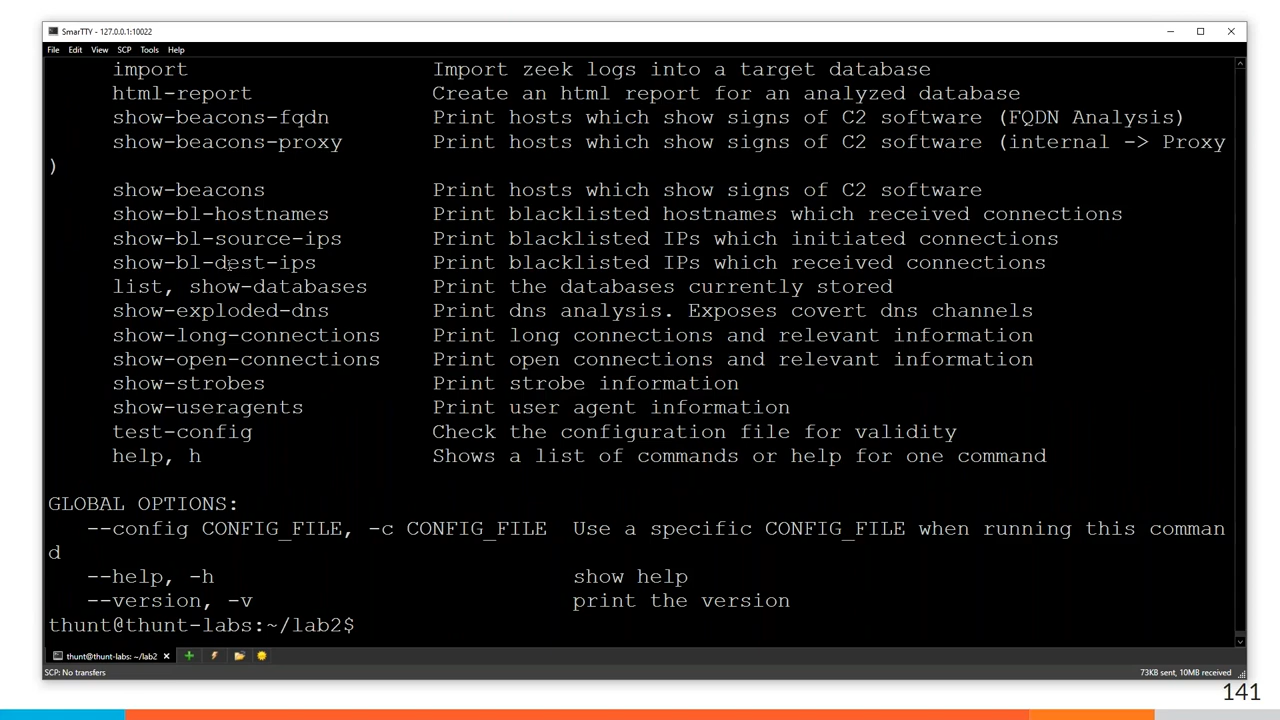 SmarTTY - 127.0.0.1:10022
File Edit View SCP Tools Help
import Import zeek logs into a target database
html-report Create an html report for an analyzed database
show-beacons-fqdn Print hosts which show signs of C2 software (FQDN Analysis)
show-beacons-proxy Print hosts which show signs of C2 software (internal -> Proxy
)
show-beacons Print hosts which show signs of C2 software
show-bl-hostnames Print blacklisted hostnames which received connections
show-bl-source-ips Print blacklisted IPs which initiated connections
show-bl-dest-ips Print blacklisted IPs which received connections
list, show-databases Print the databases currently stored
show-exploded-dns Print dns analysis. Exposes covert dns channels
show-long-connections Print long connections and relevant information
show-open-connections Print open connections and relevant information
show-strobes Print strobe information
show-useragents Print user agent information
test-config Check the configuration file for validity
help, h Shows a list of commands or help for one command
GLOBAL OPTIONS:
--config CONFIG_FILE, -c CONFIG_FILE Use a specific CONFIG_FILE when running this comman
d
--help, -h show help
--version, -v print the version
thunt@thunt-labs:~/lab2$
thunt@thunt-labs: ~/lab2
SCP: No transfers 73KB sent, 10MB received
141